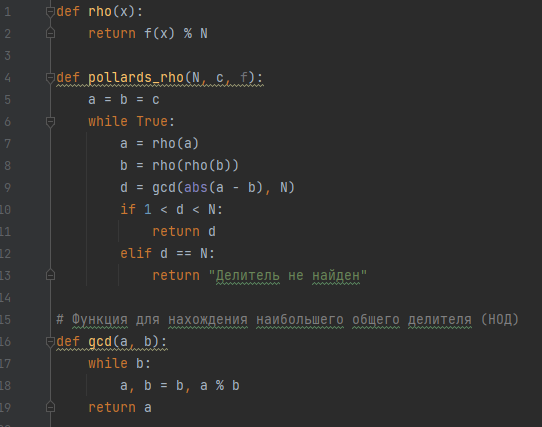 1 def rho(x):
2     return f(x) % N
3
4 def pollards_rho(N, c, f):
5     a = b = c
6     while True:
7         a = rho(a)
8         b = rho(rho(b))
9         d = gcd(abs(a - b), N)
10         if 1 < d < N:
11             return d
12         elif d == N:
13             return "Делитель не найден"
14
15 # Функция для нахождения наибольшего общего делителя (НОД)
16 def gcd(a, b):
17     while b:
18         a, b = b, a % b
19     return a